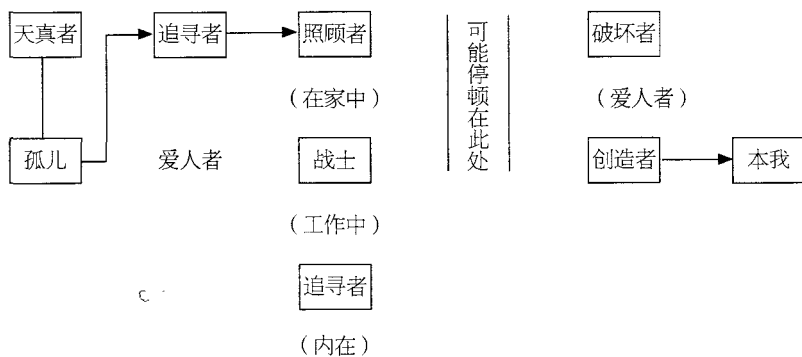 天真者 追寻者 照顾者 破坏者
可能停顿在此处
（在家中） （爱人者）
孤儿 爱人者 战士 创造者 本我
（工作中）
追寻者
（内在）